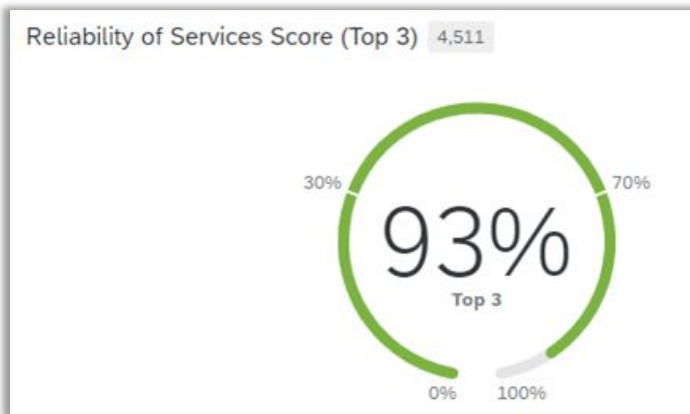 Reliability of Services Score (Top 3) 4,511
30% 70%
93%
Top 3
0% 100%